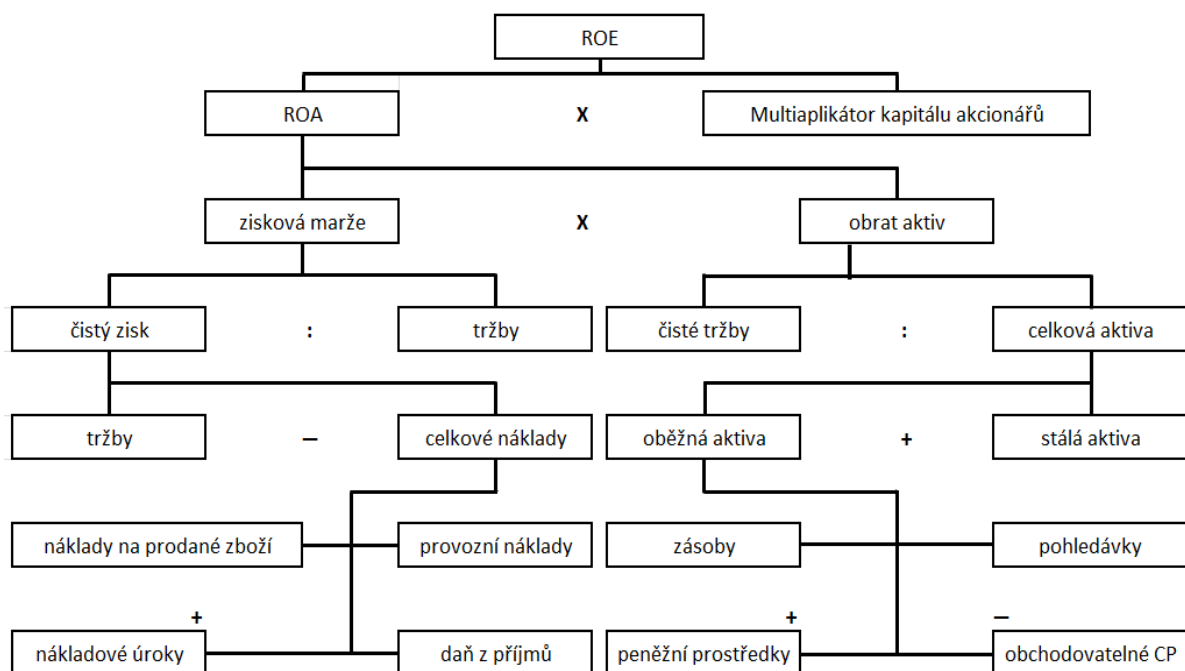 ROE
ROA X Multiaplikátor kapitálu akcionářů
zisková marže X obrat aktiv
čistý zisk : tržby čisté tržby : celková aktiva
tržby − celkové náklady oběžná aktiva + stálá aktiva
náklady na prodané zboží provozní náklady zásoby pohledávky
+ + −
nákladové úroky daň z příjmů peněžní prostředky obchodovatelné CP